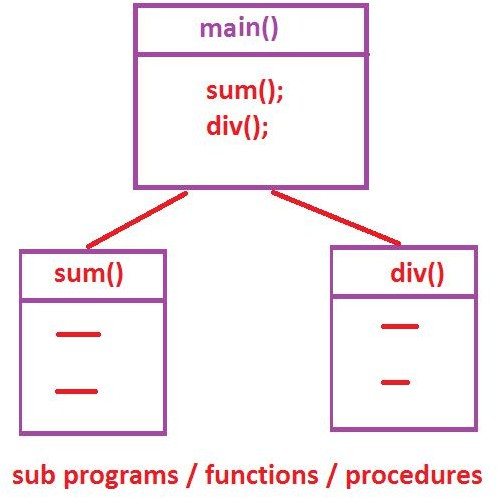 main()
sum();
div();
sum()
div()
sub programs / functions / procedures